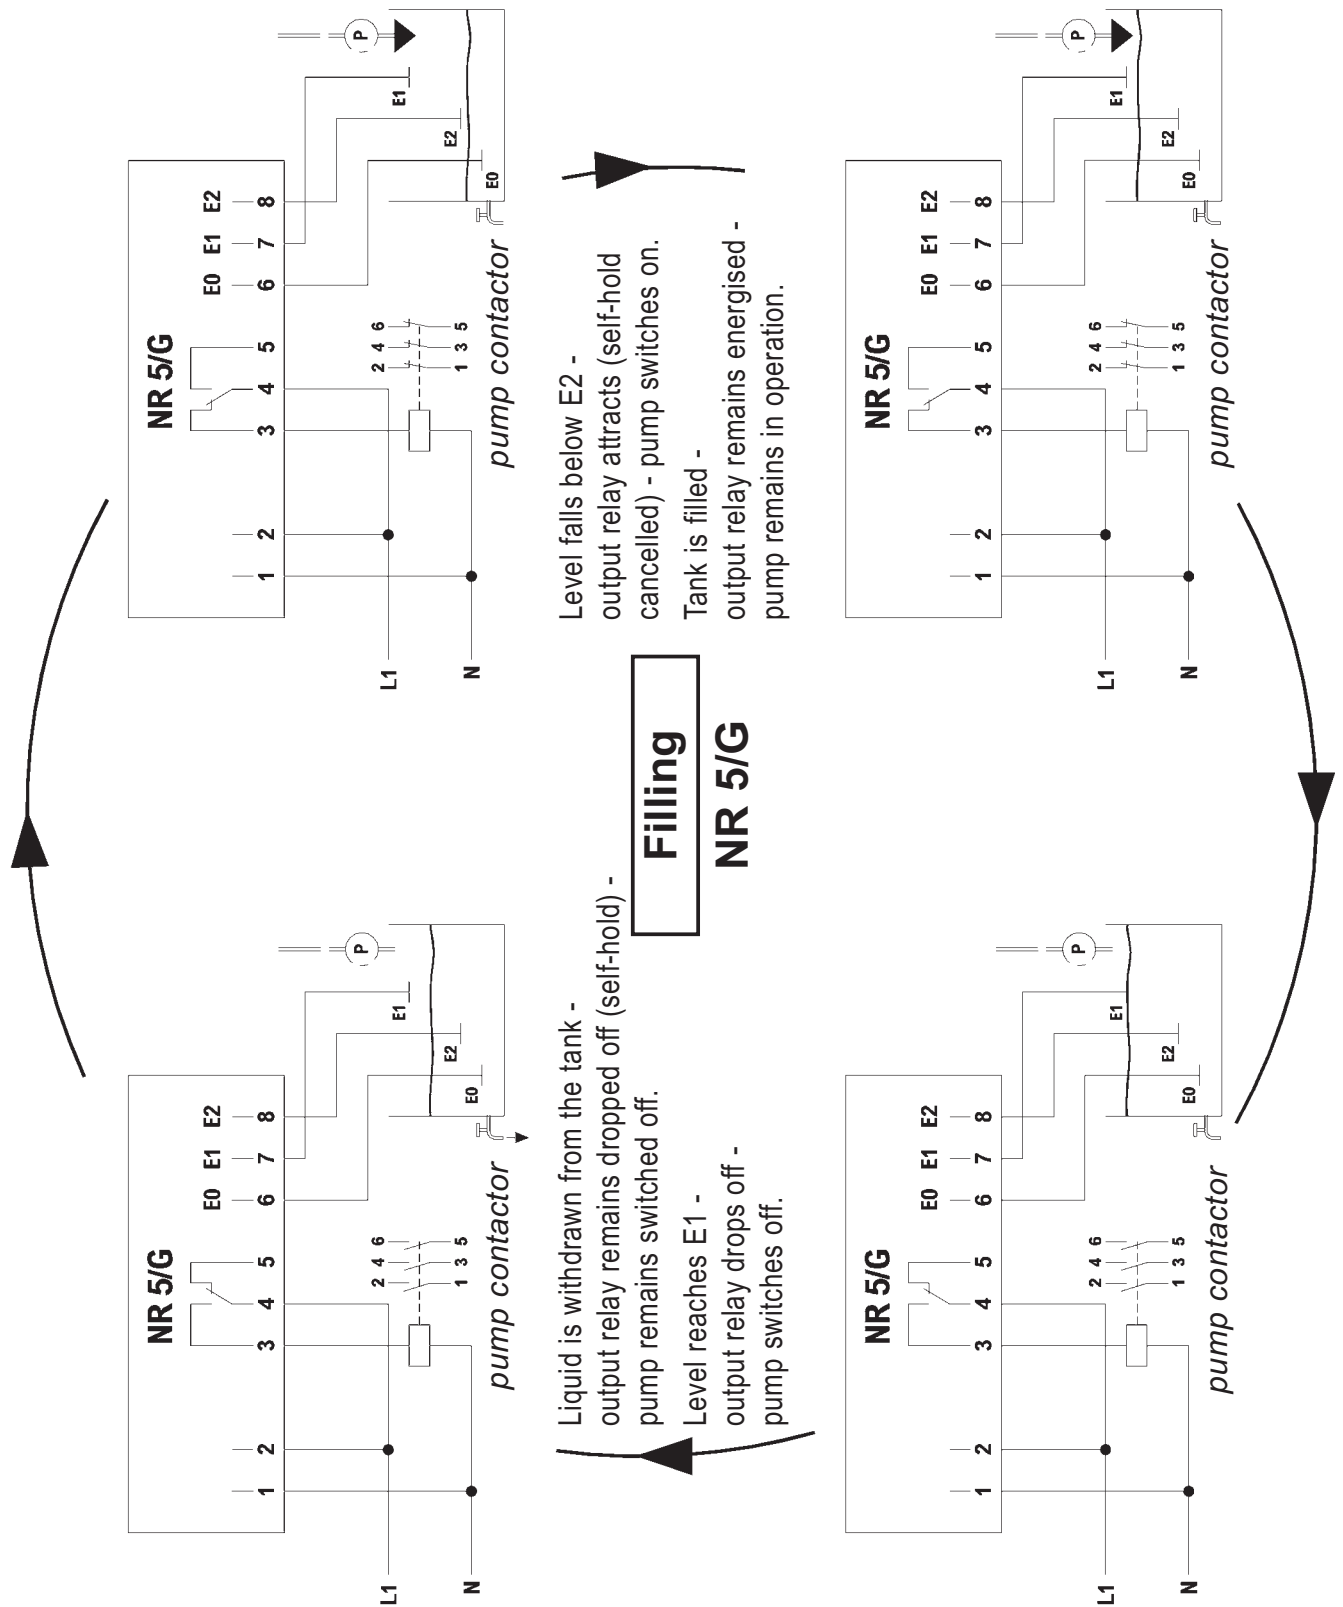 NR 5/G
E0 E1 E2
1 2 3 4 5 6 7 8
P
L1
2 4 6
E1
E2
1 3 5
E0
N
pump contactor
NR 5/G
E0 E1 E2
1 2 3 4 5 6 7 8
P
L1
2 4 6
E1
E2
1 3 5
E0
N
pump contactor
Liquid is withdrawn from the tank -
output relay remains dropped off (self-hold) -
pump remains switched off.
Level reaches E1 -
output relay drops off -
pump switches off.
Filling
NR 5/G
Level falls below E2 -
output relay attracts (self-hold
cancelled) - pump switches on.
Tank is filled -
output relay remains energised -
pump remains in operation.
NR 5/G
E0 E1 E2
1 2 3 4 5 6 7 8
P
L1
2 4 6
E1
E2
1 3 5
E0
N
pump contactor
NR 5/G
E0 E1 E2
1 2 3 4 5 6 7 8
P
L1
2 4 6
E1
E2
1 3 5
E0
N
pump contactor